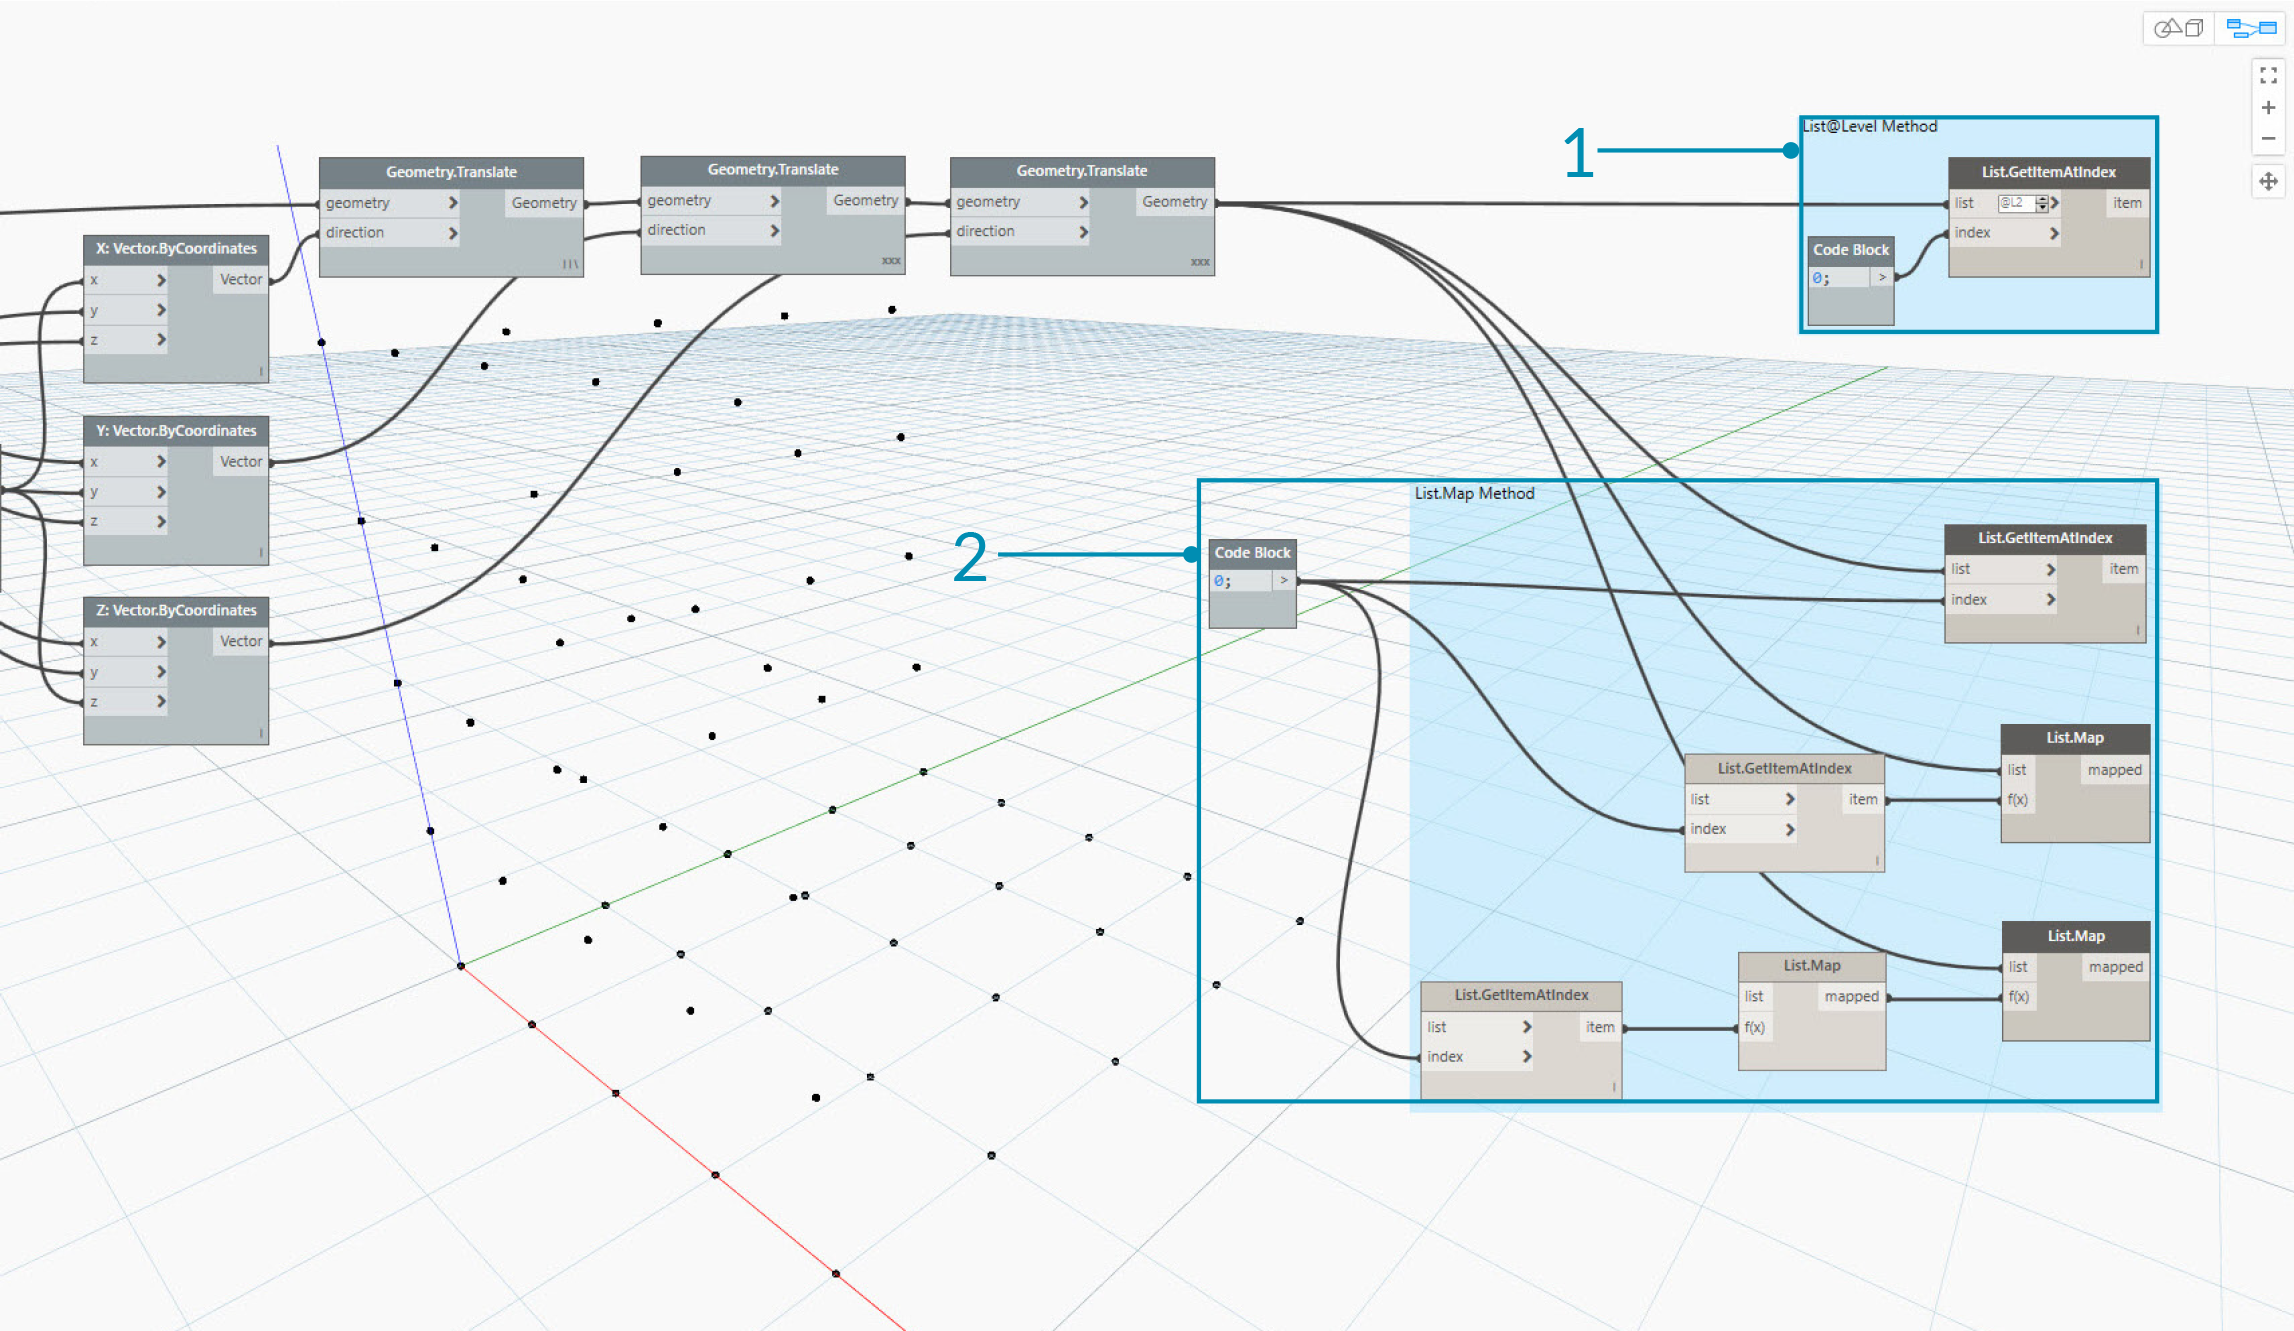 List@Level Method
1
Geometry.Translate
geometry
Geometry
direction
|||\
Geometry.Translate
geometry
Geometry
direction
xxx
Geometry.Translate
geometry
Geometry
direction
xxx
List.GetItemAtIndex
list
@L2
item
index
|
Code Block
0;
>
X: Vector.ByCoordinates
x
Vector
y
z
|
Y: Vector.ByCoordinates
x
Vector
y
z
|
Z: Vector.ByCoordinates
x
Vector
y
z
|
List.Map Method
2
Code Block
0;
>
List.GetItemAtIndex
list
item
index
|
List.Map
list
mapped
f(x)
List.GetItemAtIndex
list
item
index
|
List.Map
list
mapped
f(x)
List.Map
list
mapped
f(x)
List.GetItemAtIndex
list
item
index
|